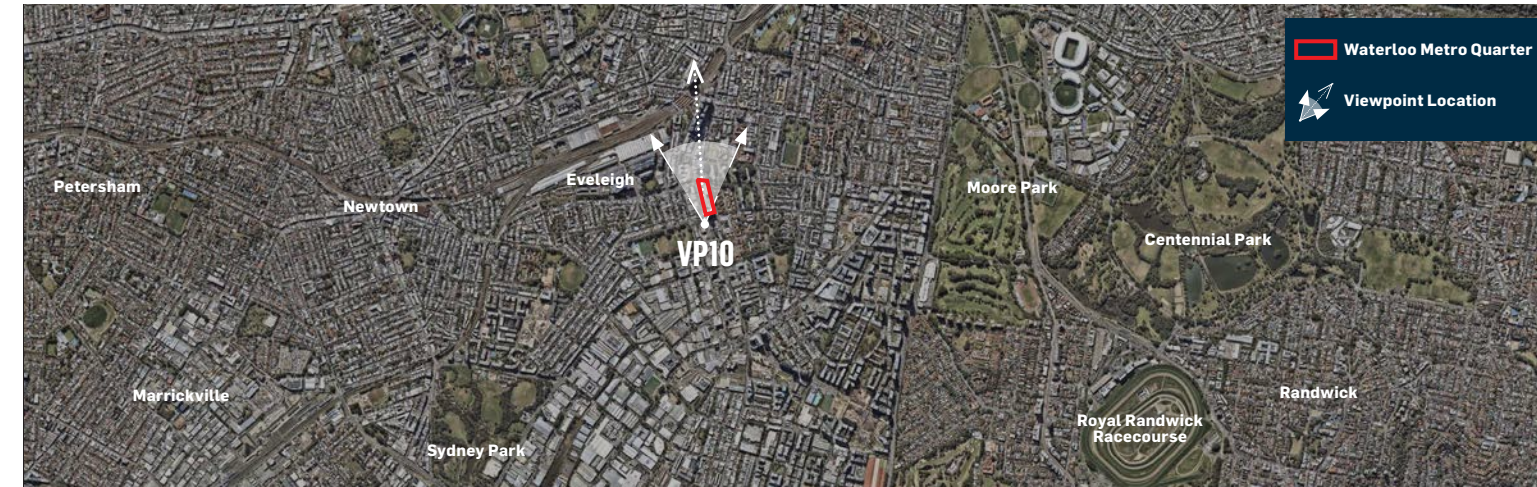 Waterloo Metro Quarter
Viewpoint Location
Petersham
Newtown
Eveleigh
VP10
Moore Park
Centennial Park
Marrickville
Sydney Park
Royal Randwick
Racecourse
Randwick